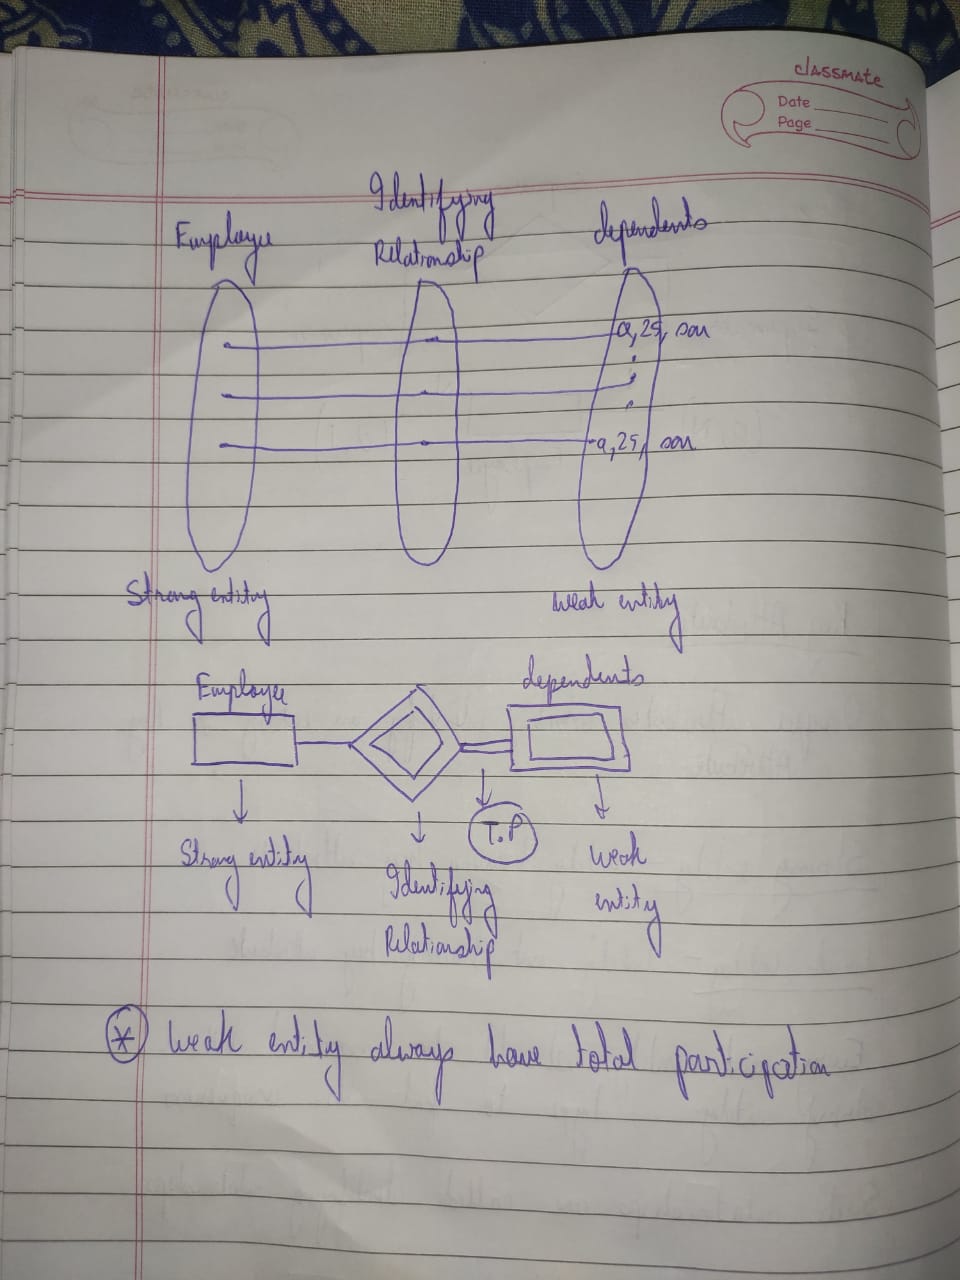 classmate
Date
Page
Identifying
Employee
Relationship
dependents
a, 25, son
a, 25, son
Strong entity
weak entity
Employee
dependents
T.P
Strong entity
weak
entity
Identifying
Relationship
* weak entity always have total participation